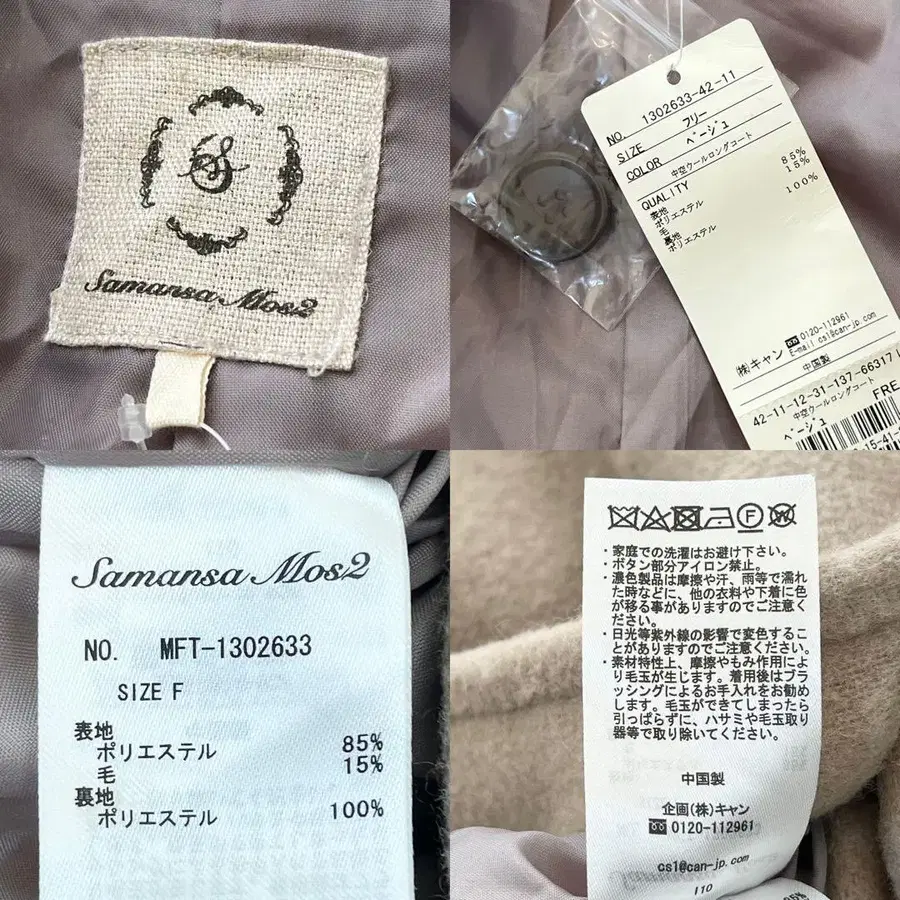 S
Samansa Mos2
NO. 1302633-42-11
SIZE フリー
COLOR ベージュ
中空ウールロングコート
QUALITY
表地
ポリエステル 85%
毛 15%
裏地
ポリエステル 100%
㈱キャン ☎0120-112961
E-mail cs1@can-jp.com
中国製
42-11-12-31-137-66317
中空ウールロングコート
ベージュ FRE
15-41-4
Samansa Mos2
NO. MFT-1302633
SIZE F
表地
ポリエステル 85%
毛 15%
裏地
ポリエステル 100%
F W
・家庭での洗濯はお避け下さい。
・ボタン部分アイロン禁止。
・濃色製品は摩擦や汗、雨等で濡れ
た時などに、他の衣料や下着に色
が移る事がありますのでご注意く
ださい。
・日光等紫外線の影響で変色するこ
とがありますのでご注意ください。
・素材特性上、摩擦やもみ作用によ
り毛玉が生じます。着用後はブラ
ッシングによるお手入れをお勧め
します。毛玉ができてしまったら
引っぱらずに、ハサミや毛玉取り
器等で取り除いてください。
中国製
企画(株)キャン
0120-112961
cs1@can-jp.com
I10